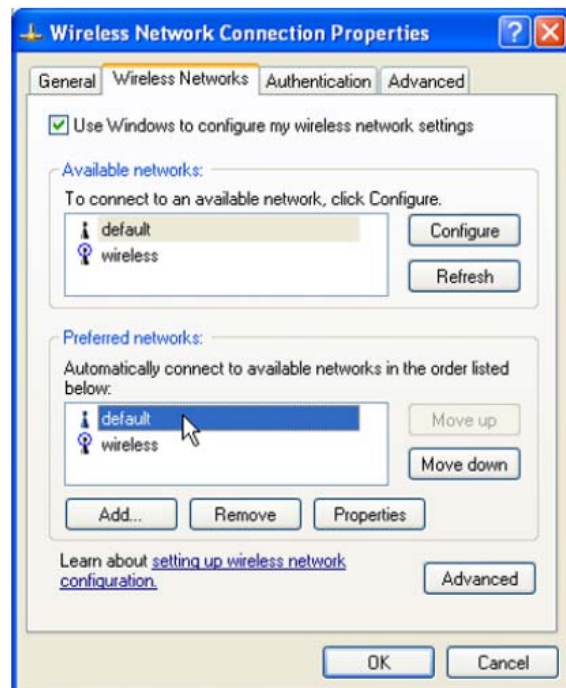 Wireless Network Connection Properties
General Wireless Networks Authentication Advanced
Use Windows to configure my wireless network settings
Available networks:
To connect to an available network, click Configure.
default
wireless
Configure
Refresh
Preferred networks:
Automatically connect to available networks in the order listed
below:
default
wireless
Move up
Move down
Add... Remove Properties
Learn about setting up wireless network
configuration.
Advanced
OK Cancel